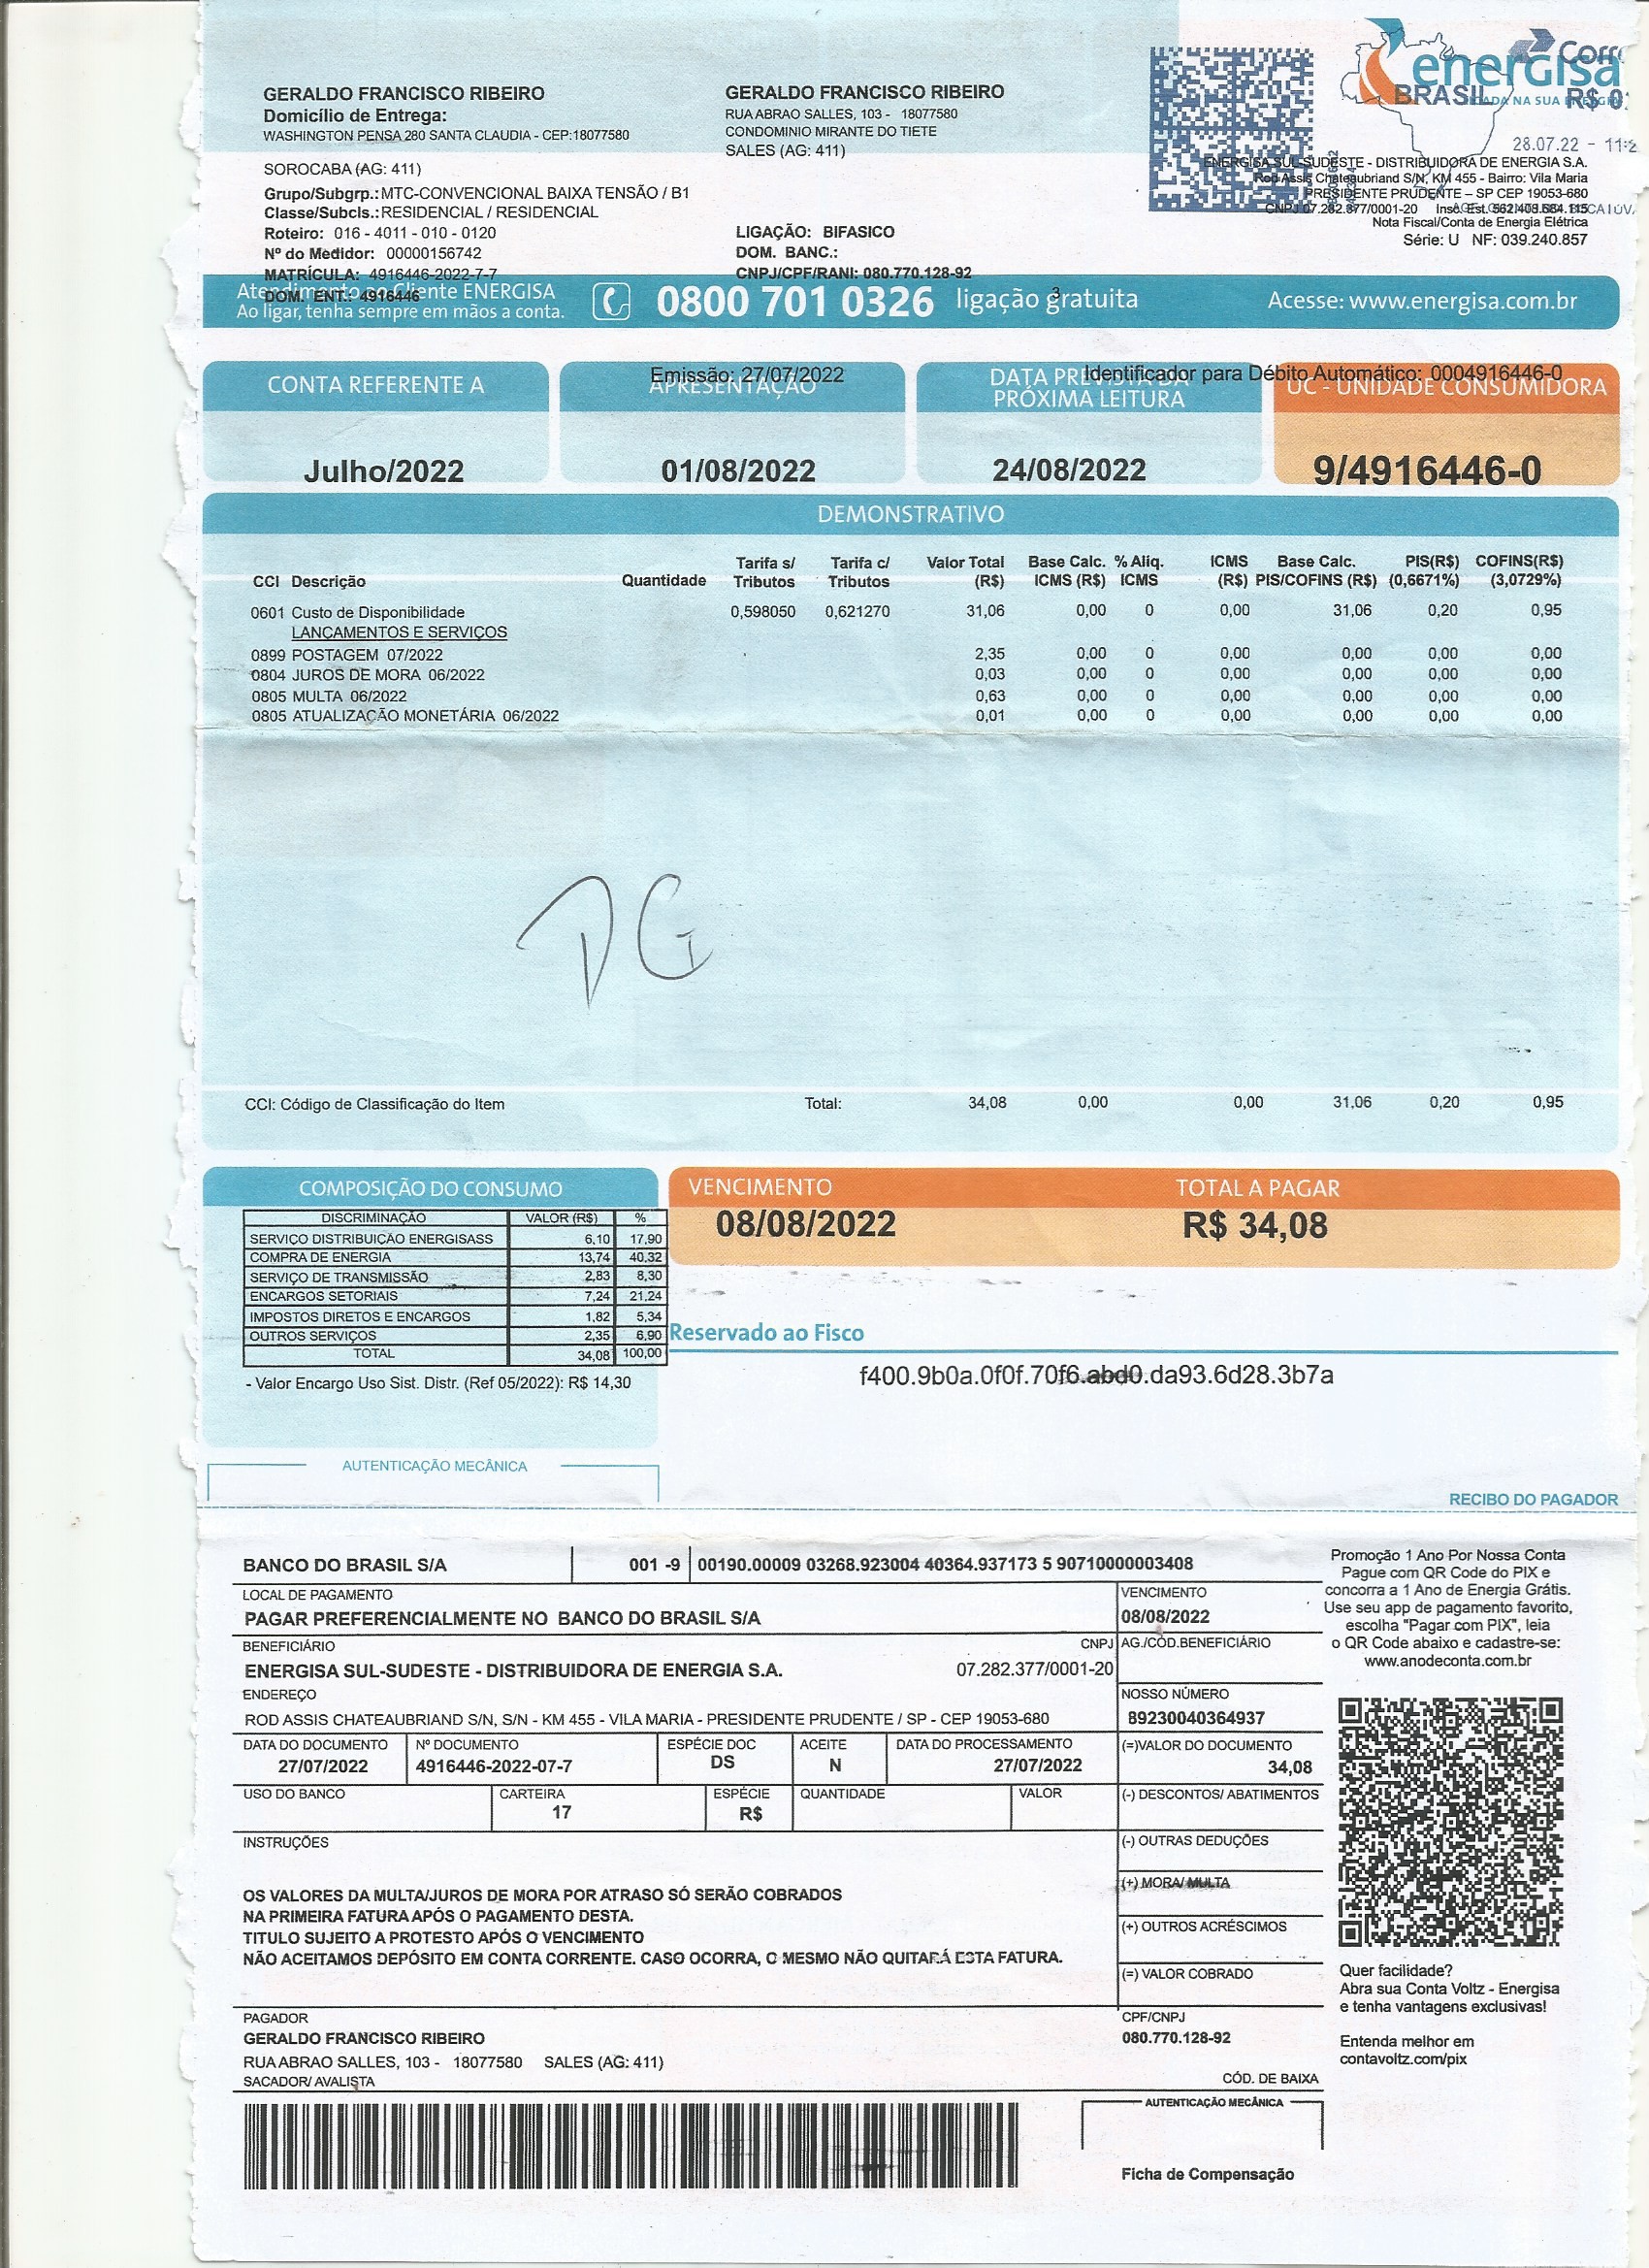 GERALDO FRANCISCO RIBEIRO
Domicílio de Entrega:
WASHINGTON PENSA 280 SANTA CLAUDIA - CEP:18077580
SOROCABA (AG: 411)
Grupo/Subgrp.: MTC-CONVENCIONAL BAIXA TENSÃO / B1
Classe/Subcls.: RESIDENCIAL / RESIDENCIAL
Roteiro: 016 - 4011 - 010 - 0120
Nº do Medidor: 00000156742
MATRÍCULA: 4916446-2022-7-7
DOM. ENT.: 4916446
GERALDO FRANCISCO RIBEIRO
RUA ABRAO SALLES, 103 - 18077580
CONDOMINIO MIRANTE DO TIETE
SALES (AG: 411)
LIGAÇÃO: BIFASICO
DOM. BANC.:
CNPJ/CPF/RANI: 080.770.128-92
energisa
BRASIL
28.07.22 -
ENERGISA SUL-SUDESTE - DISTRIBUIDORA DE ENERGIA S.A.
Rod Assis Chateaubriand S/N, KM 455 - Bairro: Vila Maria
PRESIDENTE PRUDENTE – SP CEP 19053-680
CNPJ 07.282.377/0001-20 Insc. Est. 562.408.684.115
Nota Fiscal/Conta de Energia Elétrica
Série: U NF: 039.240.857
Atendimento ao Cliente ENERGISA
Ao ligar, tenha sempre em mãos a conta.
0800 701 0326 ligação gratuita
3
Acesse: www.energisa.com.br
Emissão: 27/07/2022
Identificador para Débito Automático: 0004916446-0
CONTA REFERENTE A
Julho/2022
APRESENTAÇÃO
01/08/2022
DATA PREVISTA DA
PRÓXIMA LEITURA
24/08/2022
UC - UNIDADE CONSUMIDORA
9/4916446-0
DEMONSTRATIVO
CCI Descrição Quantidade Tarifa s/ Tributos Tarifa c/ Tributos Valor Total (R$) Base Calc. ICMS (R$) % Aliq. ICMS ICMS (R$) Base Calc. PIS/COFINS (R$) PIS(R$) (0,6671%) COFINS(R$) (3,0729%)
0601 Custo de Disponibilidade 0,598050 0,621270 31,06 0,00 0 0,00 31,06 0,20 0,95
LANCAMENTOS E SERVIÇOS
0899 POSTAGEM 07/2022 2,35 0,00 0 0,00 0,00 0,00 0,00
0804 JUROS DE MORA 06/2022 0,03 0,00 0 0,00 0,00 0,00 0,00
0805 MULTA 06/2022 0,63 0,00 0 0,00 0,00 0,00 0,00
0805 ATUALIZAÇÃO MONETÁRIA 06/2022 0,01 0,00 0 0,00 0,00 0,00 0,00
PG
CCI: Código de Classificação do Item Total: 34,08 0,00 0,00 31,06 0,20 0,95
COMPOSIÇÃO DO CONSUMO
DISCRIMINAÇÃO VALOR (R$) %
SERVICO DISTRIBUIÇÃO ENERGISASS 6,10 17,90
COMPRA DE ENERGIA 13,74 40,32
SERVIÇO DE TRANSMISSÃO 2,83 8,30
ENCARGOS SETORIAIS 7,24 21,24
IMPOSTOS DIRETOS E ENCARGOS 1,82 5,34
OUTROS SERVIÇOS 2,35 6,90
TOTAL 34,08 100,00
- Valor Encargo Uso Sist. Distr. (Ref 05/2022): R$ 14,30
VENCIMENTO
08/08/2022
TOTAL A PAGAR
R$ 34,08
Reservado ao Fisco
f400.9b0a.0f0f.70f6.abd0.da93.6d28.3b7a
AUTENTICAÇÃO MECÂNICA
RECIBO DO PAGADOR
BANCO DO BRASIL S/A 001 -9 00190.00009 03268.923004 40364.937173 5 90710000003408
LOCAL DE PAGAMENTO
PAGAR PREFERENCIALMENTE NO BANCO DO BRASIL S/A
VENCIMENTO
08/08/2022
BENEFICIÁRIO CNPJ
ENERGISA SUL-SUDESTE - DISTRIBUIDORA DE ENERGIA S.A. 07.282.377/0001-20
AG./CÓD.BENEFICIÁRIO
ENDEREÇO
ROD ASSIS CHATEAUBRIAND S/N, S/N - KM 455 - VILA MARIA - PRESIDENTE PRUDENTE / SP - CEP 19053-680
NOSSO NÚMERO
89230040364937
DATA DO DOCUMENTO Nº DOCUMENTO ESPÉCIE DOC ACEITE DATA DO PROCESSAMENTO
27/07/2022 4916446-2022-07-7 DS N 27/07/2022
(=)VALOR DO DOCUMENTO
34,08
USO DO BANCO CARTEIRA ESPÉCIE QUANTIDADE VALOR
17 R$
(-) DESCONTOS/ ABATIMENTOS
INSTRUÇÕES
(-) OUTRAS DEDUÇÕES
(+) MORA/ MULTA
(+) OUTROS ACRÉSCIMOS
(=) VALOR COBRADO
OS VALORES DA MULTA/JUROS DE MORA POR ATRASO SÓ SERÃO COBRADOS
NA PRIMEIRA FATURA APÓS O PAGAMENTO DESTA.
TITULO SUJEITO A PROTESTO APÓS O VENCIMENTO
NÃO ACEITAMOS DEPÓSITO EM CONTA CORRENTE. CASO OCORRA, O MESMO NÃO QUITARÁ ESTA FATURA.
PAGADOR
GERALDO FRANCISCO RIBEIRO
RUA ABRAO SALLES, 103 - 18077580 SALES (AG: 411)
SACADOR/ AVALISTA
CPF/CNPJ
080.770.128-92
CÓD. DE BAIXA
AUTENTICAÇÃO MECÂNICA
Ficha de Compensação
Promoção 1 Ano Por Nossa Conta
Pague com QR Code do PIX e
concorra a 1 Ano de Energia Grátis.
Use seu app de pagamento favorito,
escolha "Pagar com PIX", leia
o QR Code abaixo e cadastre-se:
www.anodeconta.com.br
Quer facilidade?
Abra sua Conta Voltz - Energisa
e tenha vantagens exclusivas!
Entenda melhor em
contavoltz.com/pix